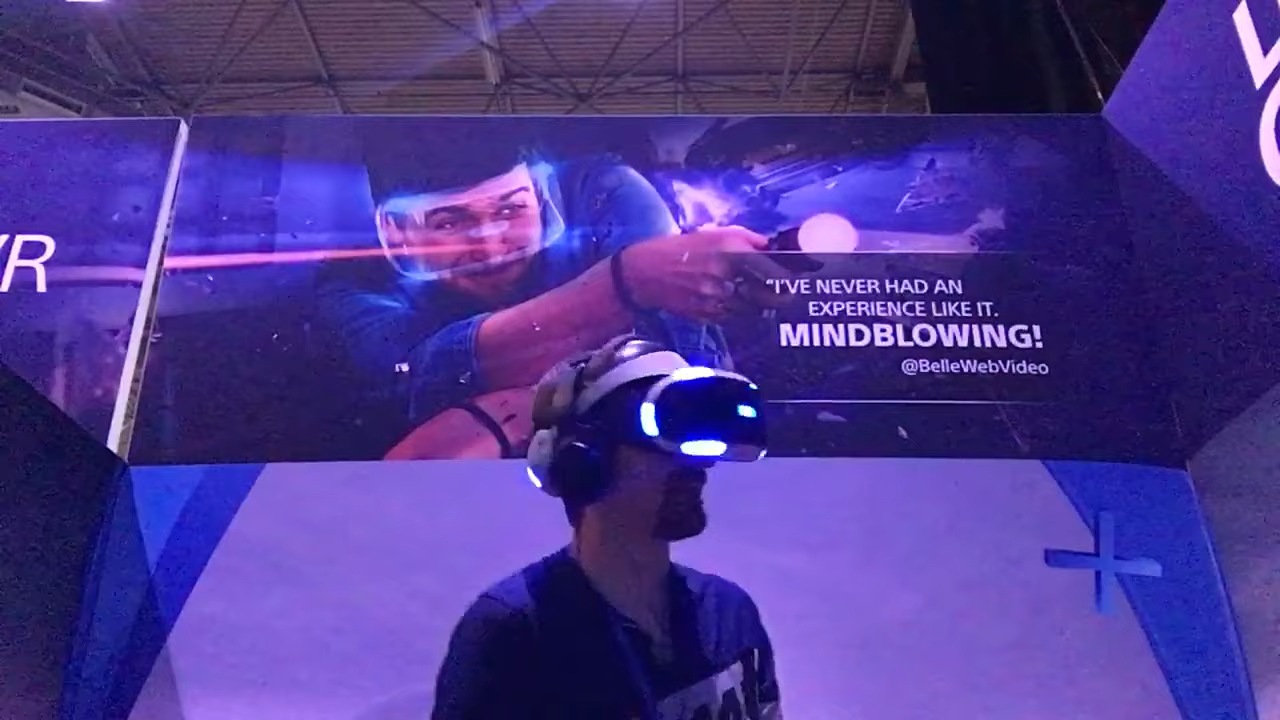 VR
“I'VE NEVER HAD AN
EXPERIENCE LIKE IT.
MINDBLOWING!
@BelleWebVideo